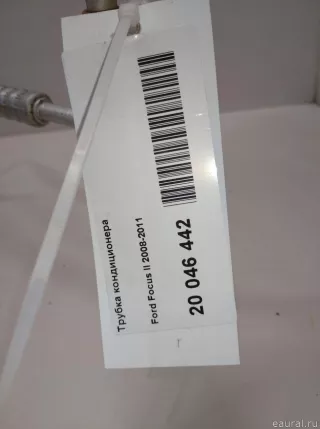 Трубка кондиционера
Ford Focus II 2008-2011
20 046 442
eaural.ru